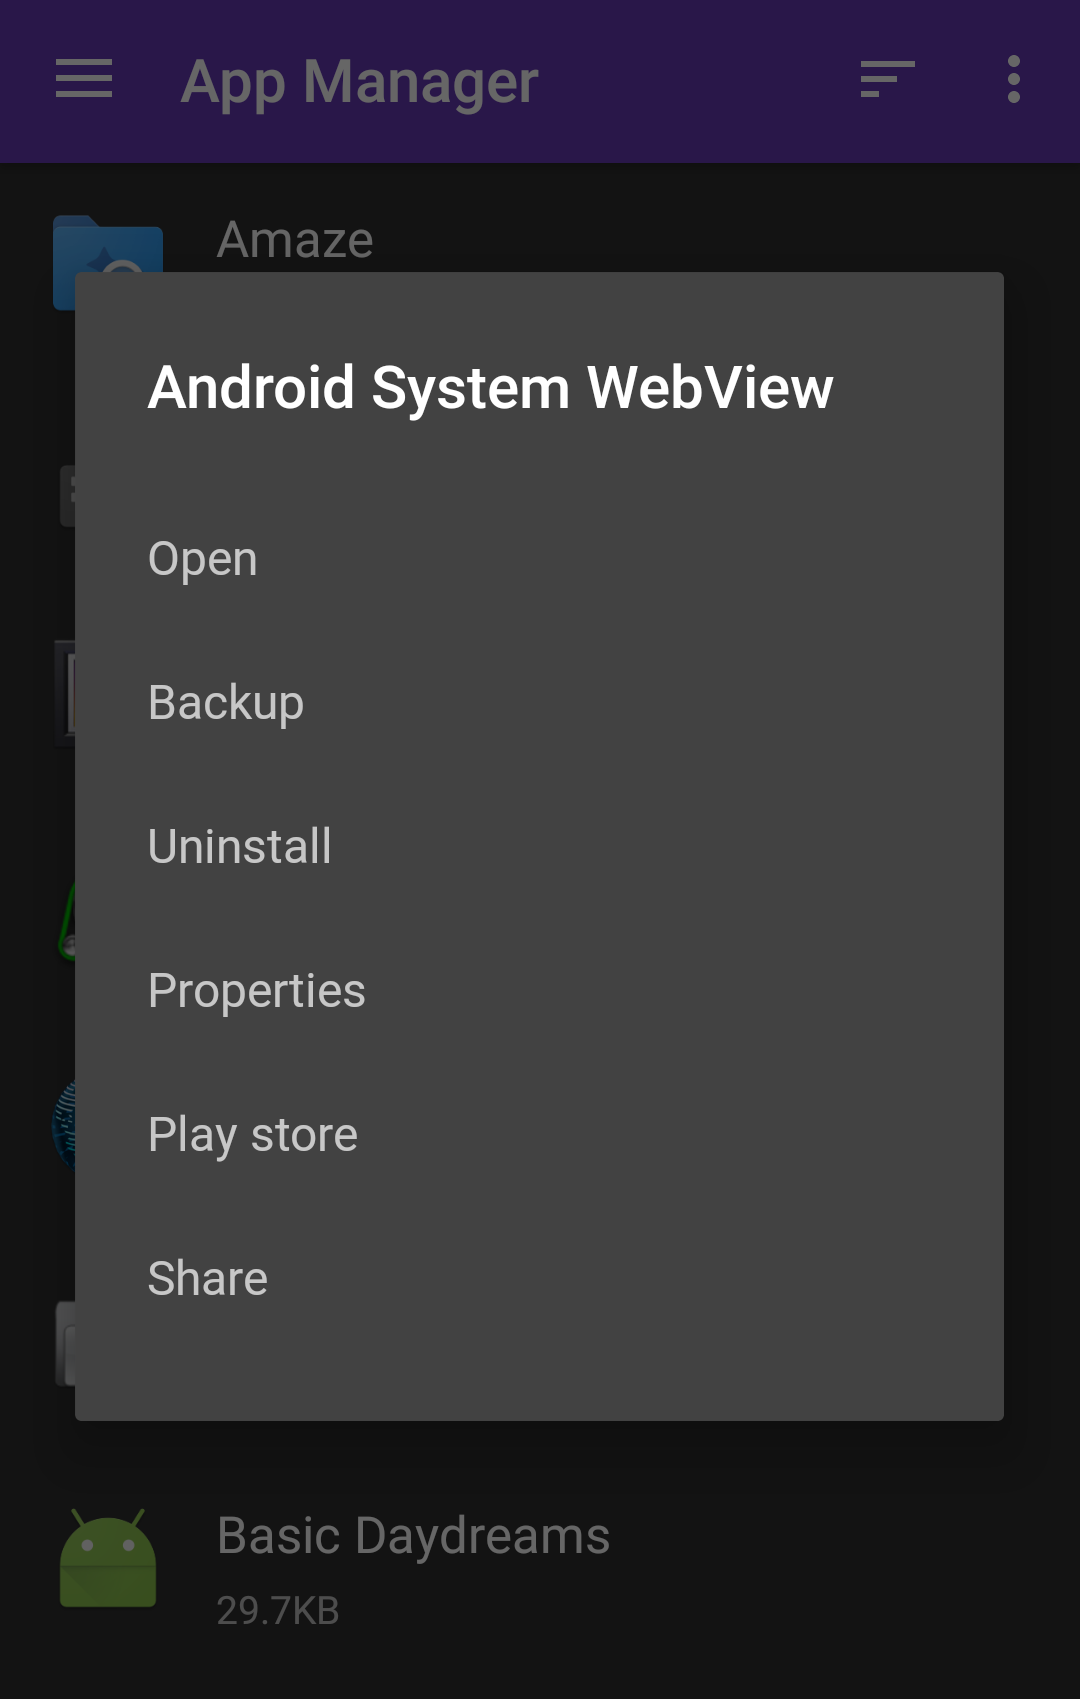 App Manager
Amaze
Android System WebView
Open
Backup
Uninstall
Properties
Play store
Share
Basic Daydreams
29.7KB